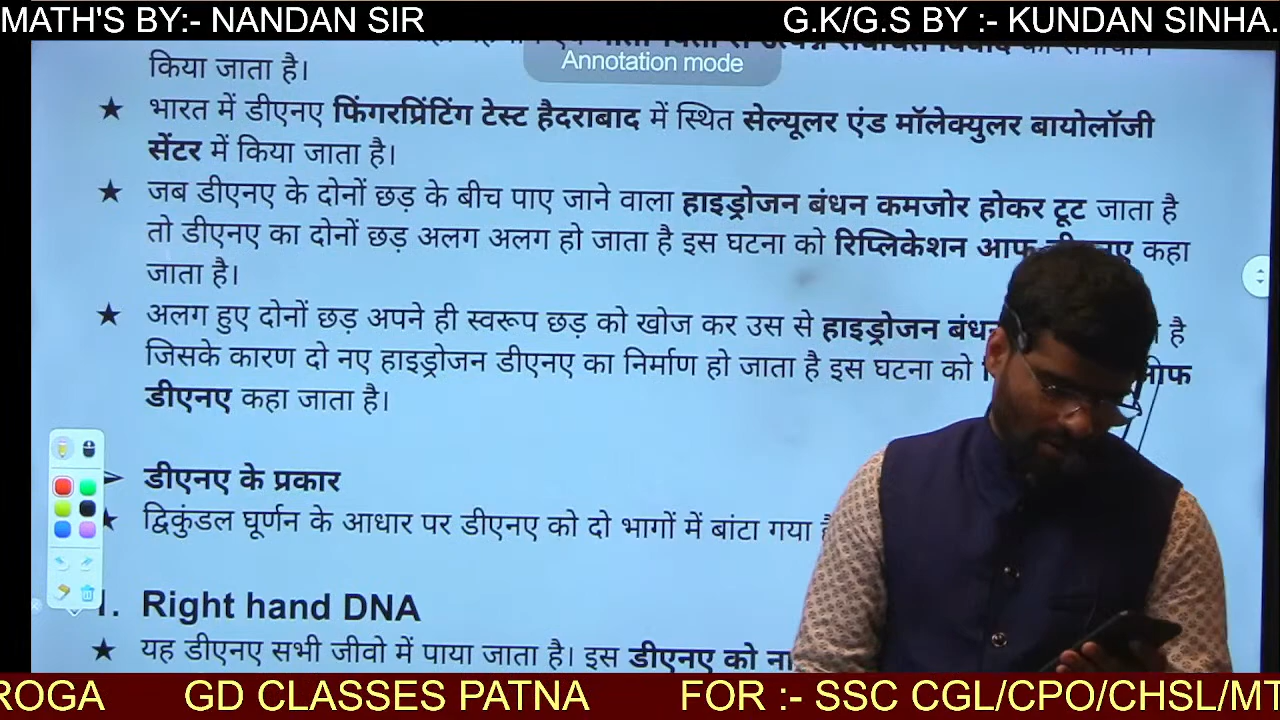 MATH'S BY:- NANDAN SIR
G.K/G.S BY :- KUNDAN SINHA.
Annotation mode
किया जाता है।
★ भारत में डीएनए फिंगरप्रिंटिंग टेस्ट हैदराबाद में स्थित सेल्यूलर एंड मॉलेक्युलर बायोलॉजी
सेंटर में किया जाता है।
★ जब डीएनए के दोनों छड़ के बीच पाए जाने वाला हाइड्रोजन बंधन कमजोर होकर टूट जाता है
तो डीएनए का दोनों छड़ अलग अलग हो जाता है इस घटना को रिप्लिकेशन आफ डीएनए कहा
जाता है।
★ अलग हुए दोनों छड़ अपने ही स्वरूप छड़ को खोज कर उस से हाइड्रोजन है
जिसके कारण दो नए हाइड्रोजन डीएनए का निर्माण हो जाता है इस घटना को
डीएनए कहा जाता है।
➢ डीएनए के प्रकार
★ द्विकुंडल घूर्णन के आधार पर डीएनए को दो भागों में बांटा गया
1. Right hand DNA
★ यह डीएनए सभी जीवो में पाया जाता है। इस डीएनए को
ROGA GD CLASSES PATNA FOR :- SSC CGL/CPO/CHSL/MT